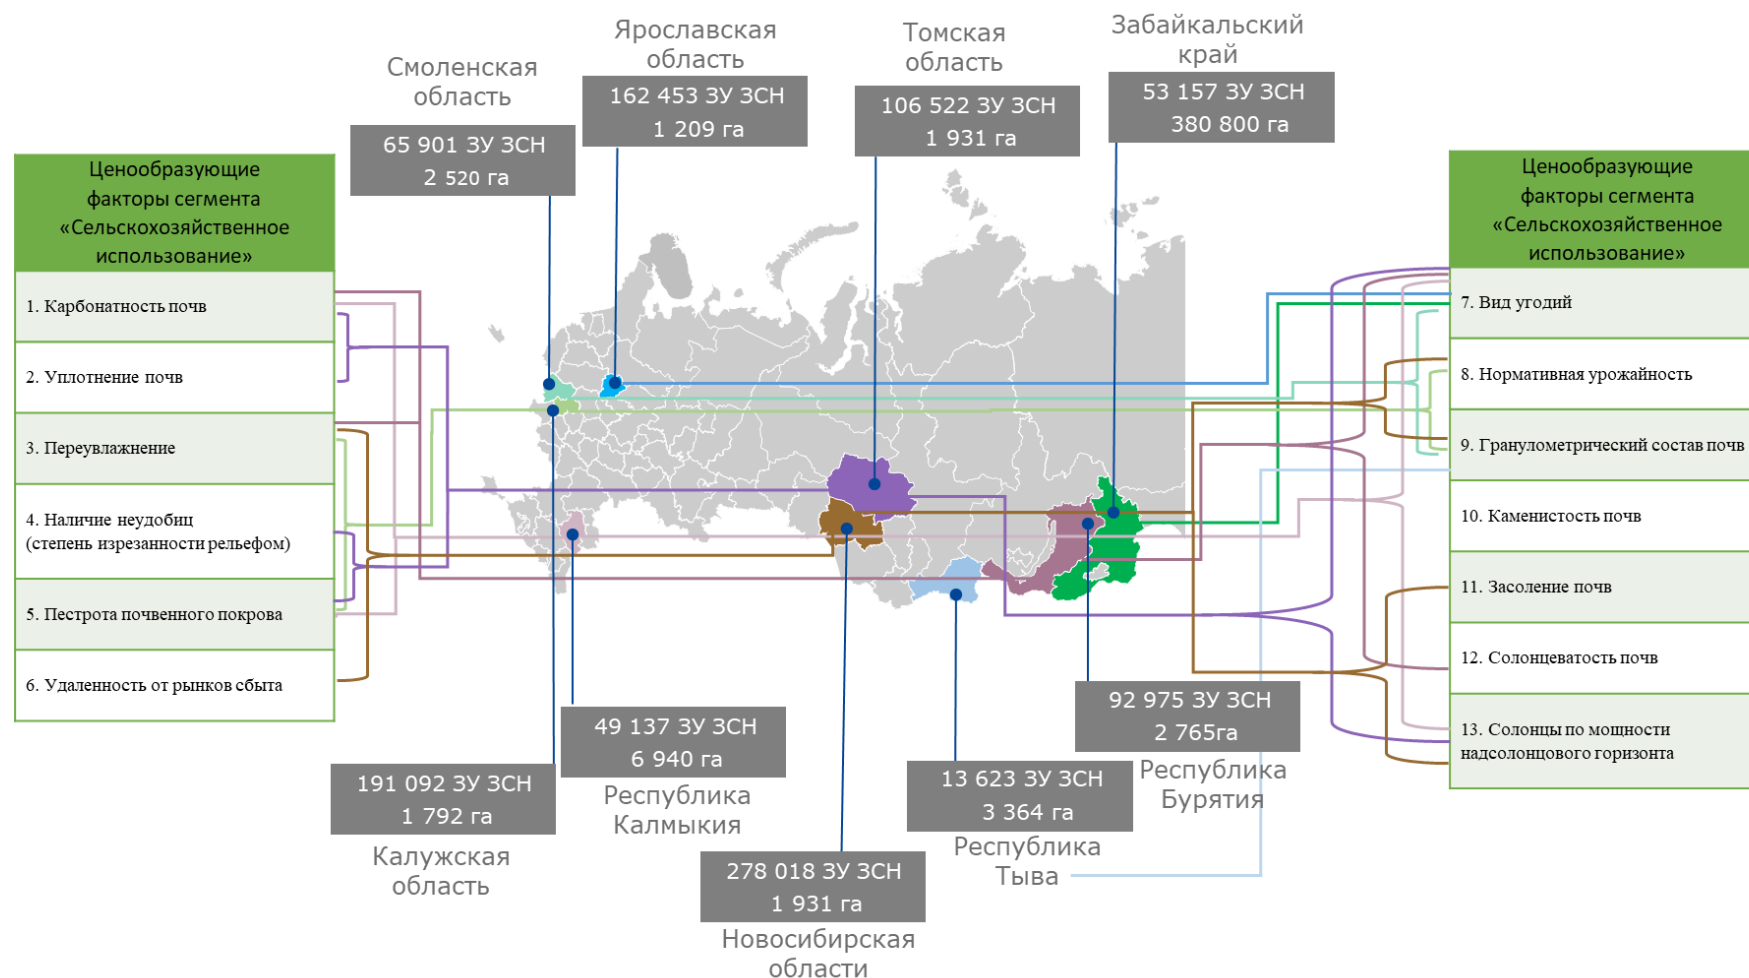 Смоленская
область
65 901 ЗУ ЗСН
2 520 га
Ярославская
область
162 453 ЗУ ЗСН
1 209 га
Томская
область
106 522 ЗУ ЗСН
1 931 га
Забайкальский
край
53 157 ЗУ ЗСН
380 800 га
Ценообразующие
факторы сегмента
«Сельскохозяйственное
использование»
1. Карбонатность почв
2. Уплотнение почв
3. Переувлажнение
4. Наличие неудобиц
(степень изрезанности рельефом)
5. Пестрота почвенного покрова
6. Удаленность от рынков сбыта
Ценообразующие
факторы сегмента
«Сельскохозяйственное
использование»
7. Вид угодий
8. Нормативная урожайность
9. Гранулометрический состав почв
10. Каменистость почв
11. Засоление почв
12. Солонцеватость почв
13. Солонцы по мощности
надсолонцового горизонта
191 092 ЗУ ЗСН
1 792 га
Калужская
область
49 137 ЗУ ЗСН
6 940 га
Республика
Калмыкия
278 018 ЗУ ЗСН
1 931 га
Новосибирская
области
13 623 ЗУ ЗСН
3 364 га
Республика
Тыва
92 975 ЗУ ЗСН
2 765га
Республика
Бурятия